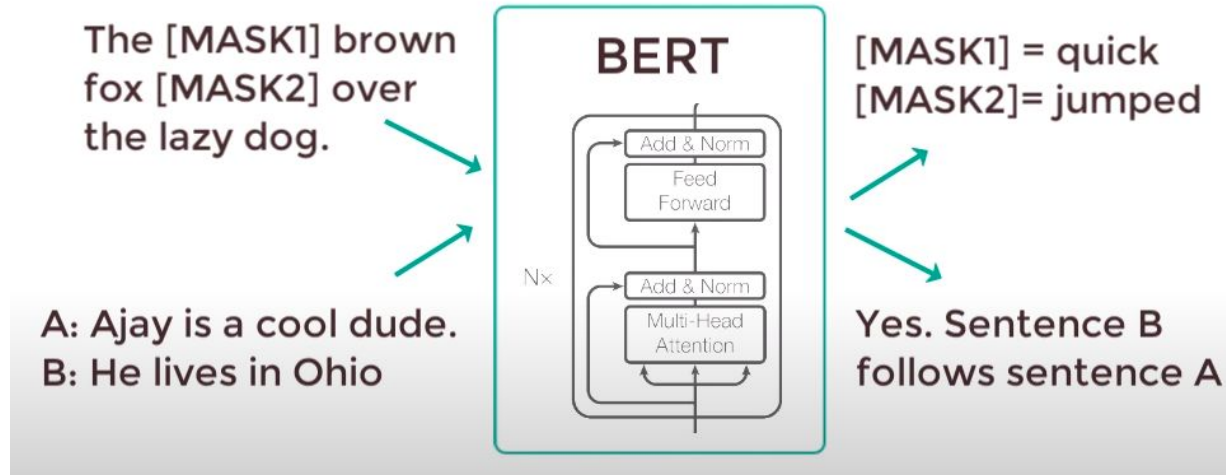 The [MASK1] brown
fox [MASK2] over
the lazy dog.
A: Ajay is a cool dude.
B: He lives in Ohio
BERT
Add & Norm
Feed
Forward
N×
Add & Norm
Multi-Head
Attention
[MASK1] = quick
[MASK2]= jumped
Yes. Sentence B
follows sentence A